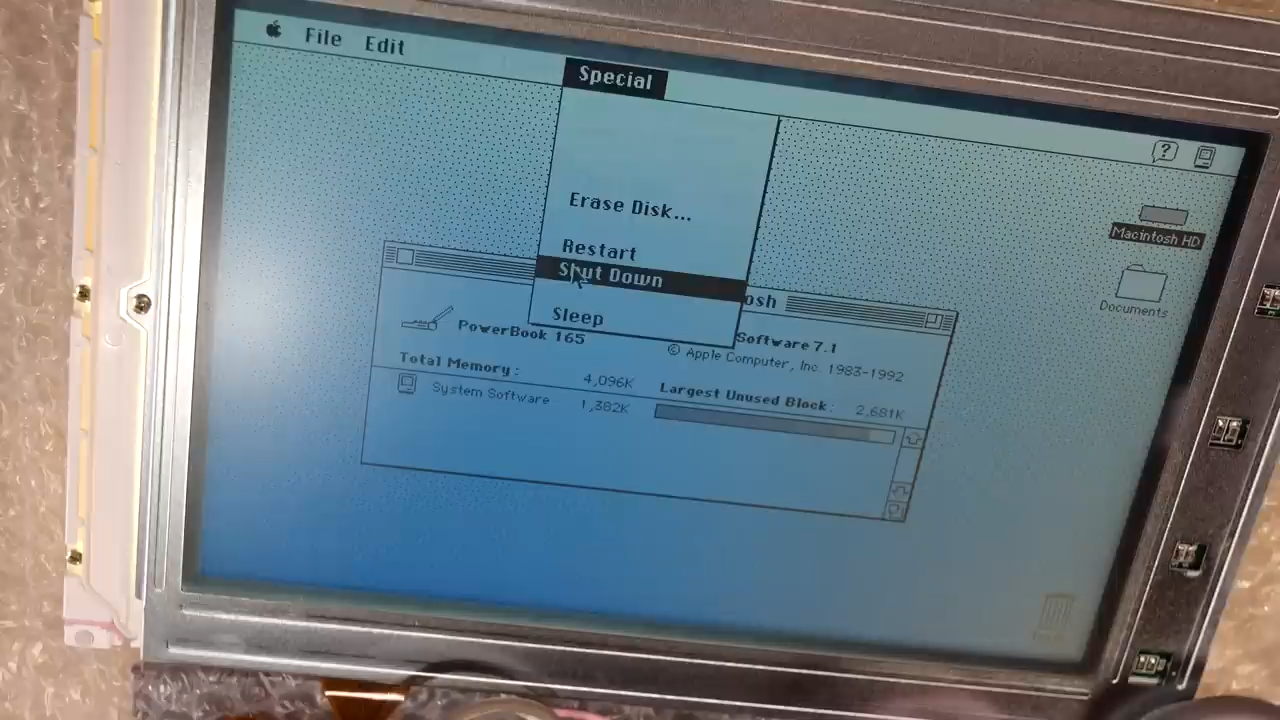 File Edit Special
Erase Disk...
Restart
Shut Down
Sleep
Macintosh HD
Documents
osh
PowerBook 165
Software 7.1
© Apple Computer, Inc. 1983-1992
Total Memory : 4,096K
Largest Unused Block : 2,681K
System Software 1,382K